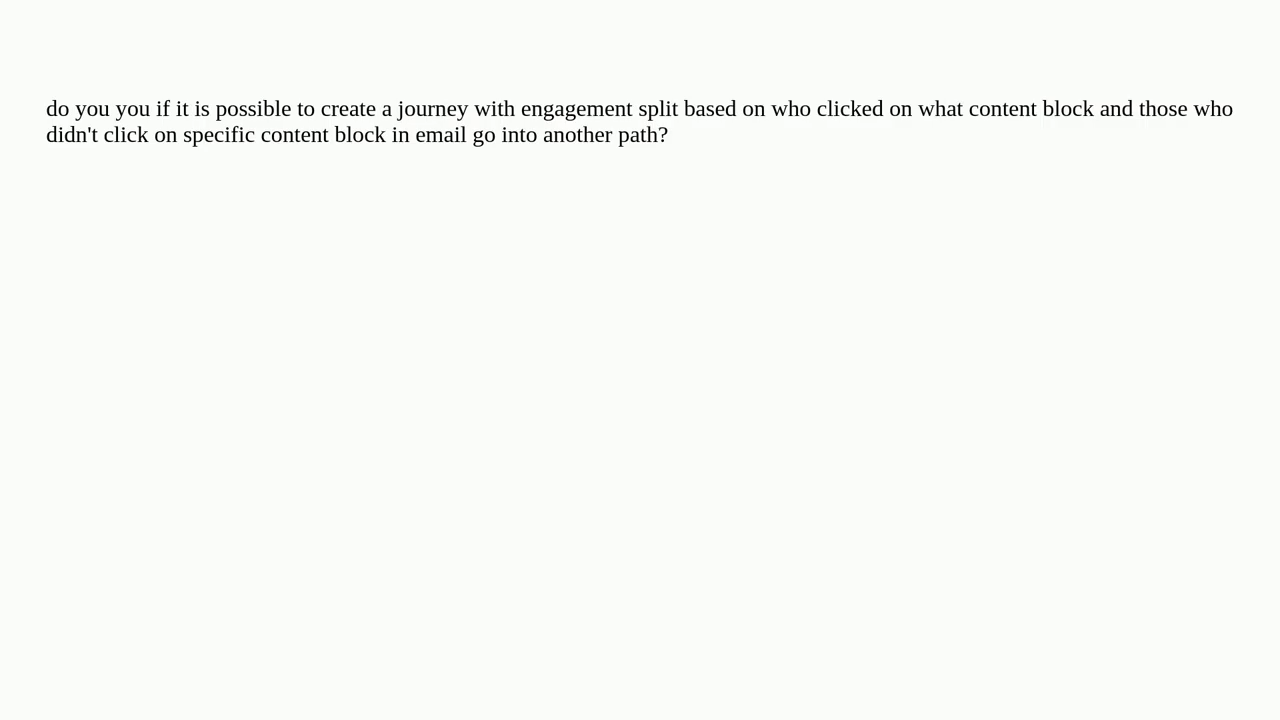 do you you if it is possible to create a journey with engagement split based on who clicked on what content block and those who
didn't click on specific content block in email go into another path?